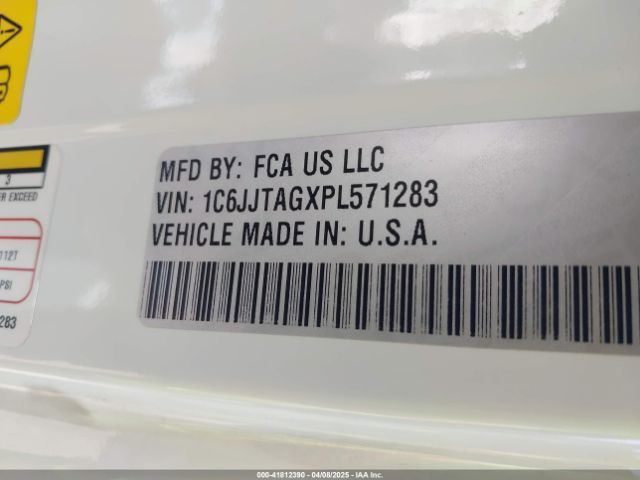 MFD BY: FCA US LLC
VIN: 1C6JJTAGXPL571283
VEHICLE MADE IN: U.S.A.
3
ER EXCEED
112T
PSI
283
000-41812390 | 04/08/2025 | IAA Inc.